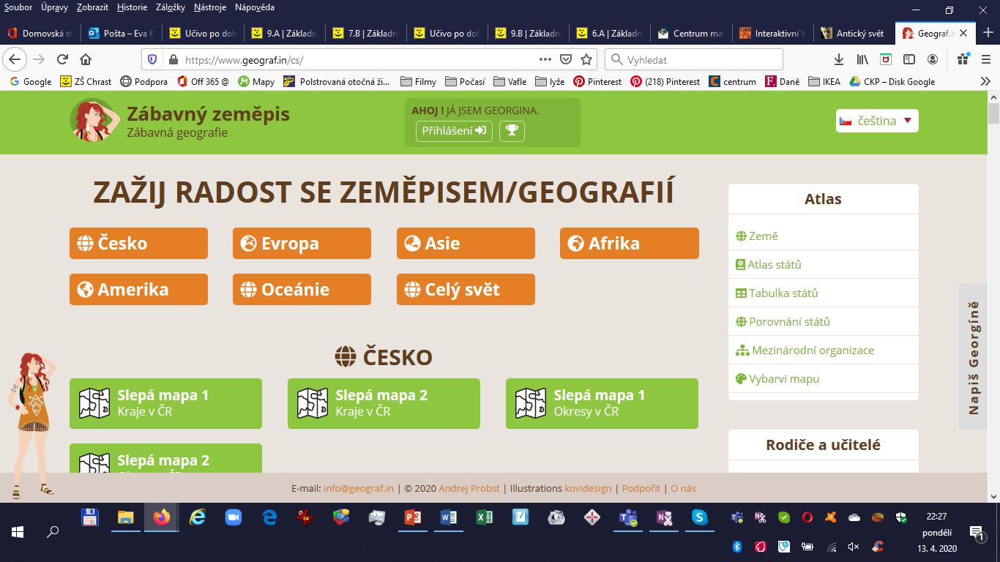 Soubor Úpravy Zobrazit Historie Záložky Nástroje Nápověda
Domovská st Pošta – Eva K Učivo po dob 9.A | Základn 7.B | Základn Učivo po dob 9.B | Základn 6.A | Základn Centrum mai Interaktivní V Antický svět Geograf.in
https://www.geograf.in/cs/ Vyhledat
Google ZŠ Chrast Podpora Off 365 @ Mapy Polstrovaná otočná ži... Filmy Počasí Vafle lyže Pinterest (218) Pinterest centrum Daně IKEA CKP – Disk Google
Zábavný zeměpis
Zábavná geografie
AHOJ ! JÁ JSEM GEORGINA.
Přihlášení
čeština
ZAŽIJ RADOST SE ZEMĚPISEM/GEOGRAFIÍ
Česko Evropa Asie Afrika
Amerika Oceánie Celý svět
ČESKO
Slepá mapa 1
Kraje v ČR
Slepá mapa 2
Kraje v ČR
Slepá mapa 1
Okresy v ČR
Slepá mapa 2
Atlas
Země
Atlas států
Tabulka států
Porovnání států
Mezinárodní organizace
Vybarvi mapu
Rodiče a učitelé
Napiš Georgíně
E-mail: info@geograf.in | © 2020 Andrej Probst | Illustrations kovidesign | Podpořit | O nás
64
22:27
pondělí
13. 4. 2020
1